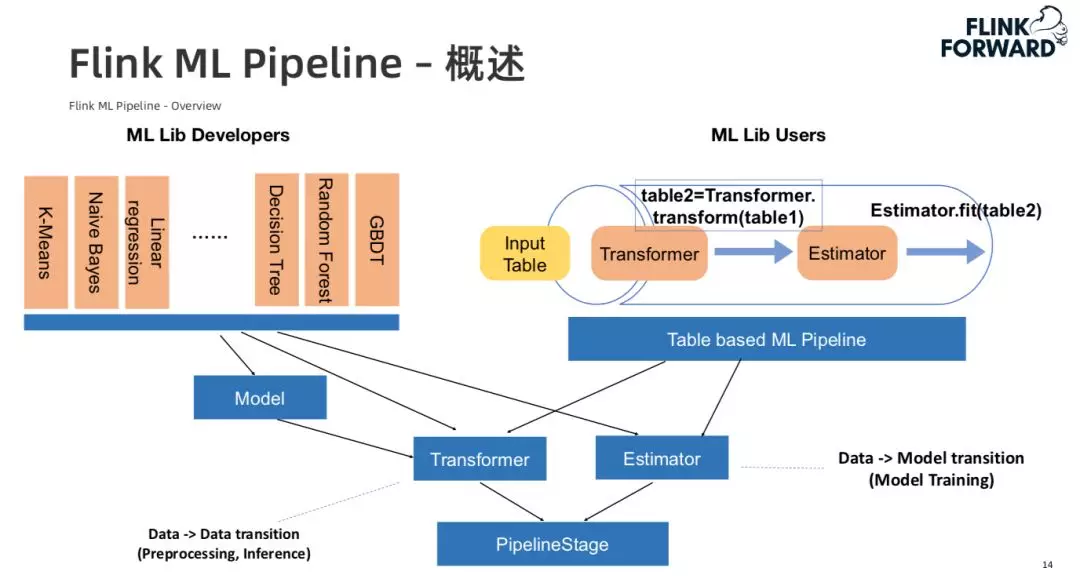 FLINK
FORWARD
Flink ML Pipeline – 概述
Flink ML Pipeline - Overview
ML Lib Developers
K-Means
Naive Bayes
Linear
regression
......
Decision Tree
Random Forest
GBDT
Model
ML Lib Users
table2=Transformer.
transform(table1)
Estimator.fit(table2)
Input
Table
Transformer
Estimator
Table based ML Pipeline
Transformer
Estimator
Data -> Model transition
(Model Training)
Data -> Data transition
(Preprocessing, Inference)
PipelineStage
14